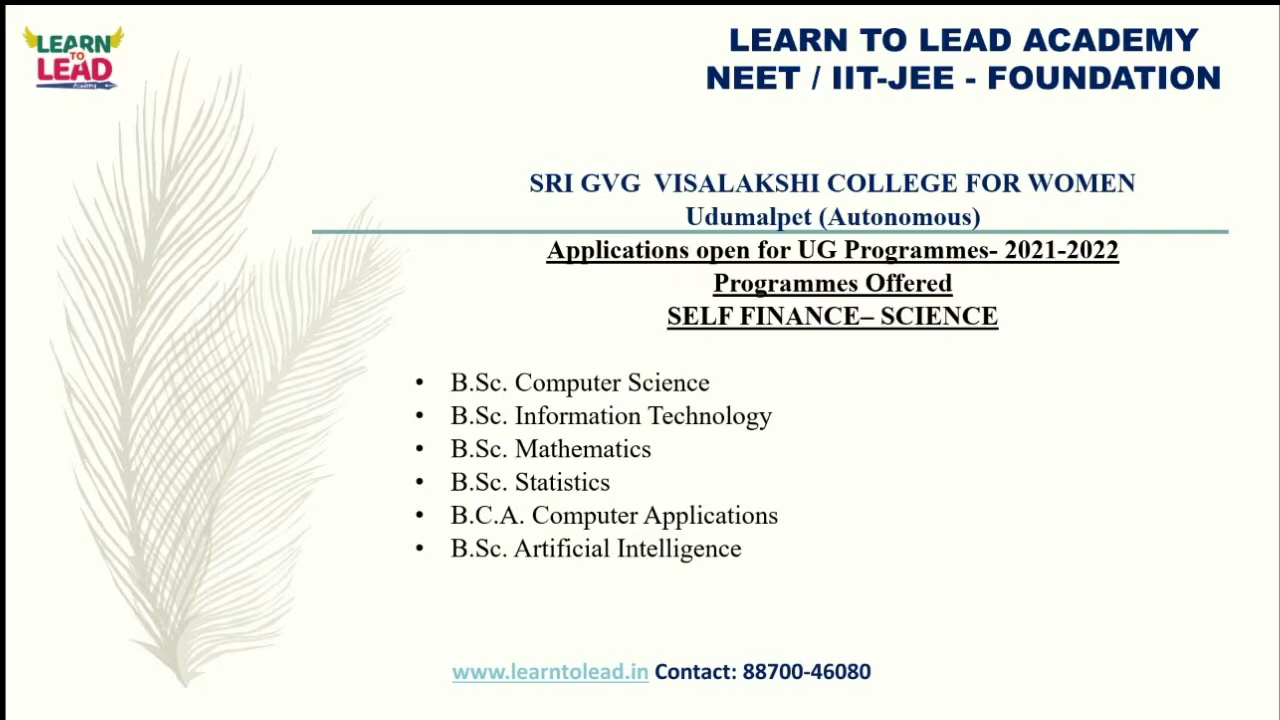 LEARN
TO
LEAD
Academy
LEARN TO LEAD ACADEMY
NEET / IIT-JEE - FOUNDATION
SRI GVG VISALAKSHI COLLEGE FOR WOMEN
Udumalpet (Autonomous)
Applications open for UG Programmes- 2021-2022
Programmes Offered
SELF FINANCE– SCIENCE
• B.Sc. Computer Science
• B.Sc. Information Technology
• B.Sc. Mathematics
• B.Sc. Statistics
• B.C.A. Computer Applications
• B.Sc. Artificial Intelligence
www.learntolead.in Contact: 88700-46080